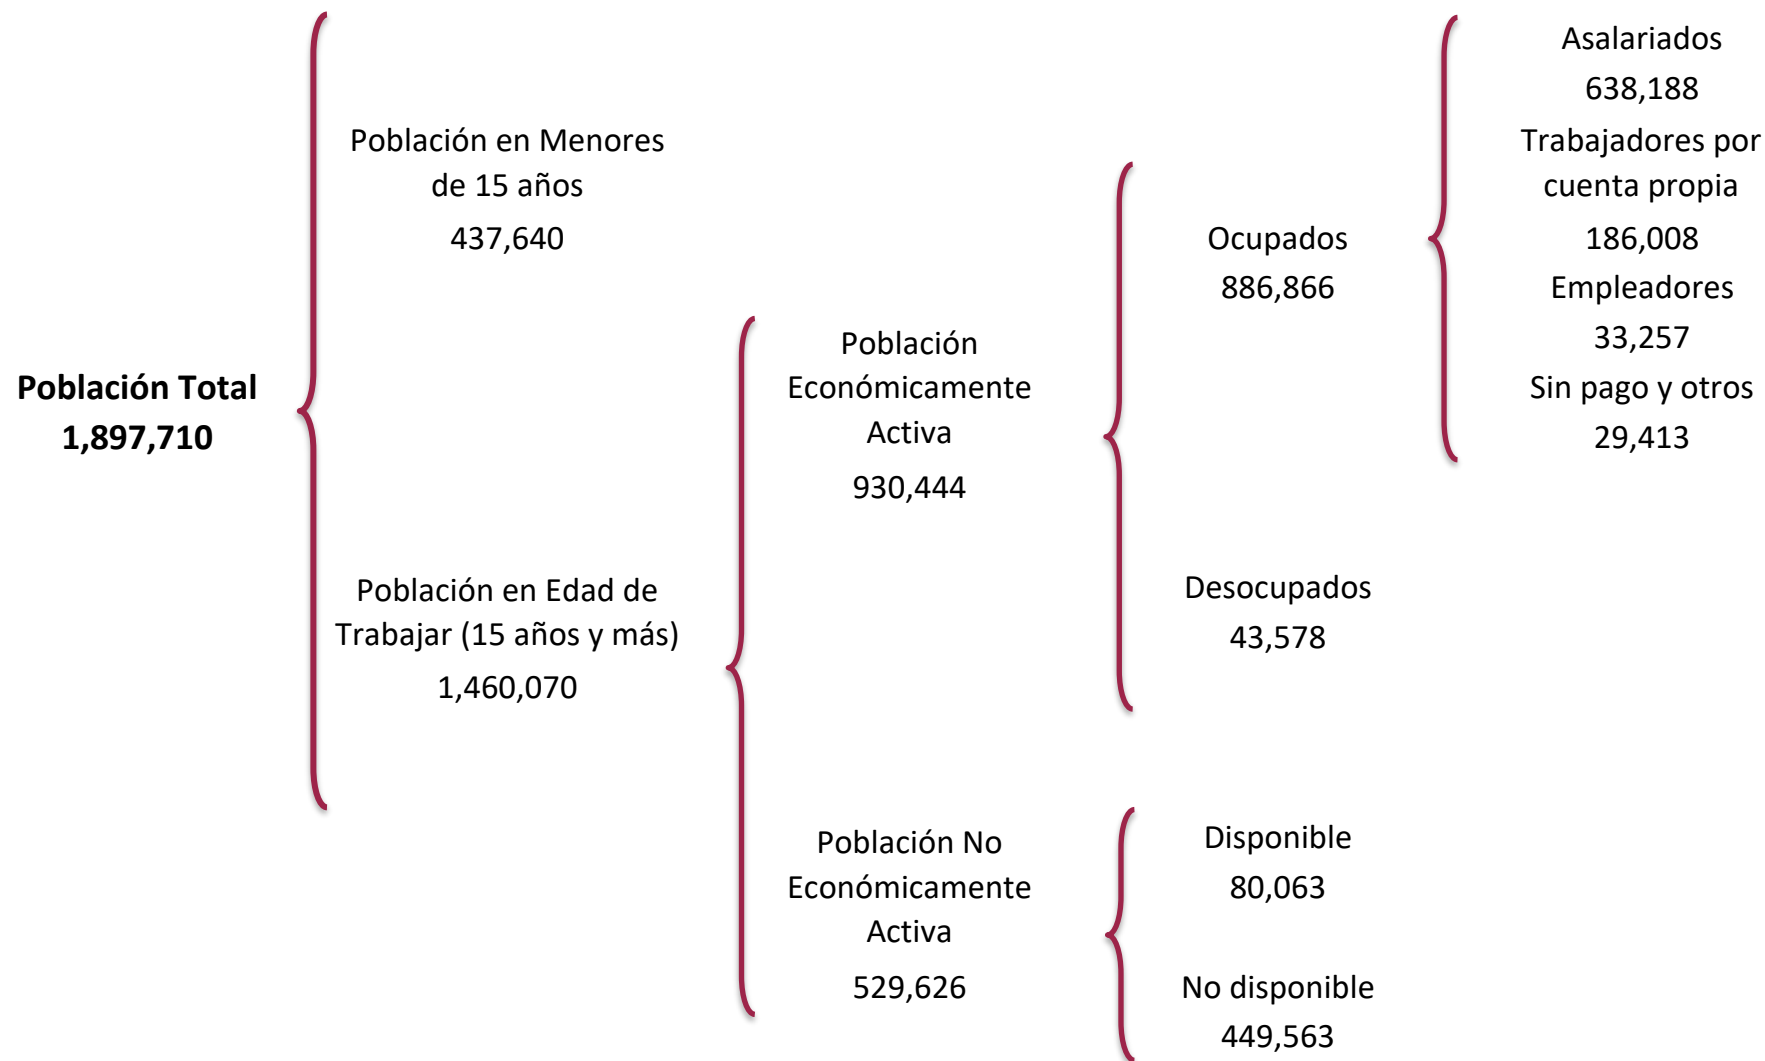 Población Total
1,897,710
Población en Menores
de 15 años
437,640
Población en Edad de
Trabajar (15 años y más)
1,460,070
Población
Económicamente
Activa
930,444
Población No
Económicamente
Activa
529,626
Ocupados
886,866
Desocupados
43,578
Disponible
80,063
No disponible
449,563
Asalariados
638,188
Trabajadores por
cuenta propia
186,008
Empleadores
33,257
Sin pago y otros
29,413